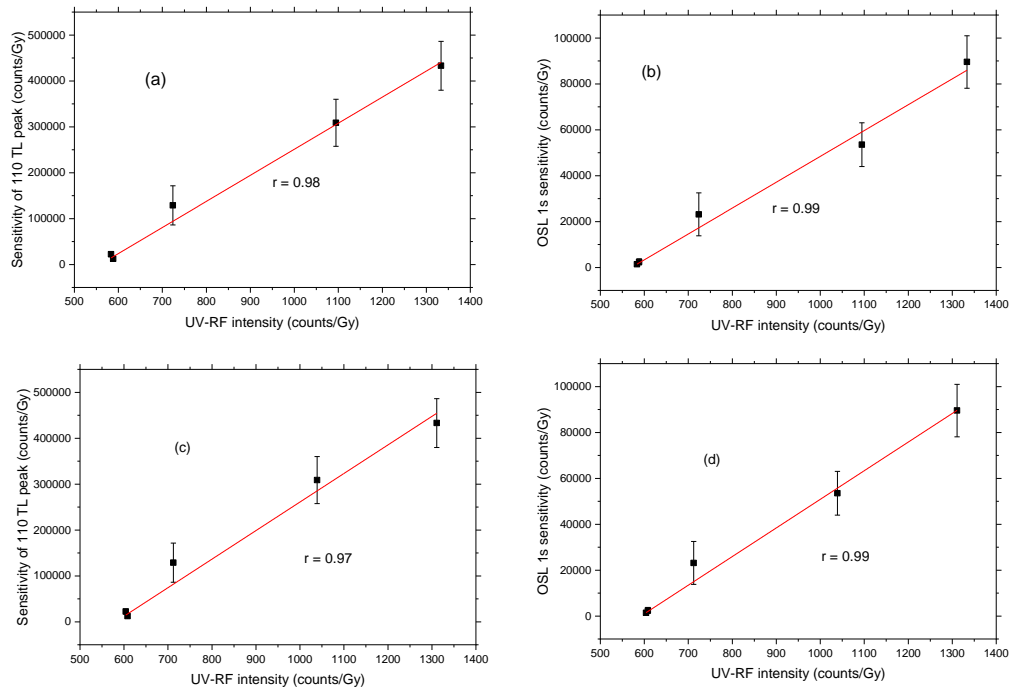 Sensitivity of 110 TL peak (counts/Gy)
500000
400000
300000
200000
100000
0
(a)
r = 0.98
500 600 700 800 900 1000 1100 1200 1300 1400
UV-RF intensity (counts/Gy)
OSL 1s sensitivity (counts/Gy)
100000
80000
60000
40000
20000
0
(b)
r = 0.99
500 600 700 800 900 1000 1100 1200 1300 1400
UV-RF intensity (counts/Gy)
Sensitivity of 110 TL peak (counts/Gy)
500000
400000
300000
200000
100000
0
(c)
r = 0.97
500 600 700 800 900 1000 1100 1200 1300 1400
UV-RF intensity (counts/Gy)
OSL 1s sensitivity (counts/Gy)
100000
80000
60000
40000
20000
0
(d)
r = 0.99
500 600 700 800 900 1000 1100 1200 1300 1400
UV-RF intensity (counts/Gy)